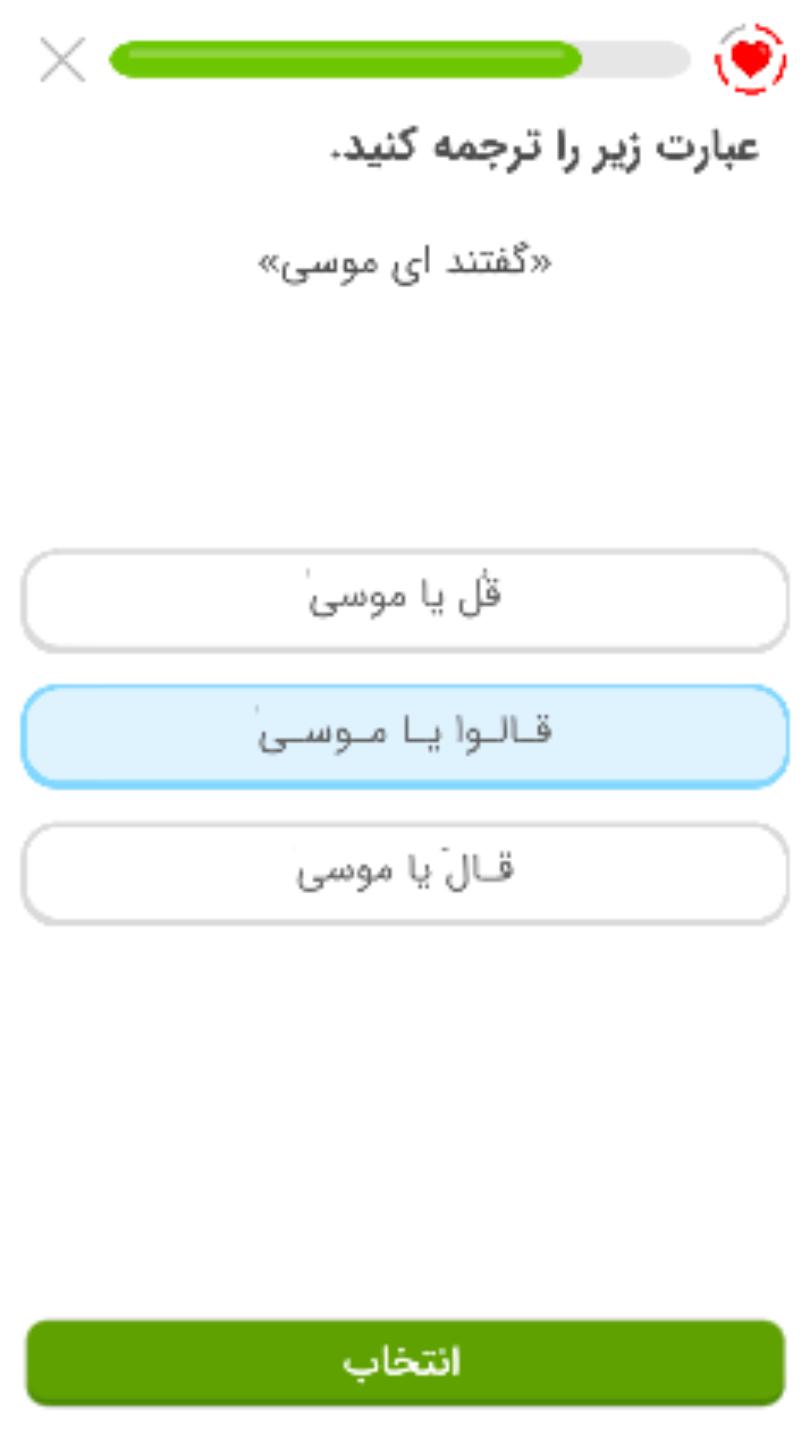 عبارت زیر را ترجمه کنید.
«گفتند ای موسی»
قُل یا موسیٰ
قـالـوا یـا مـوسـیٰ
قـالَ یا موسیٰ
انتخاب